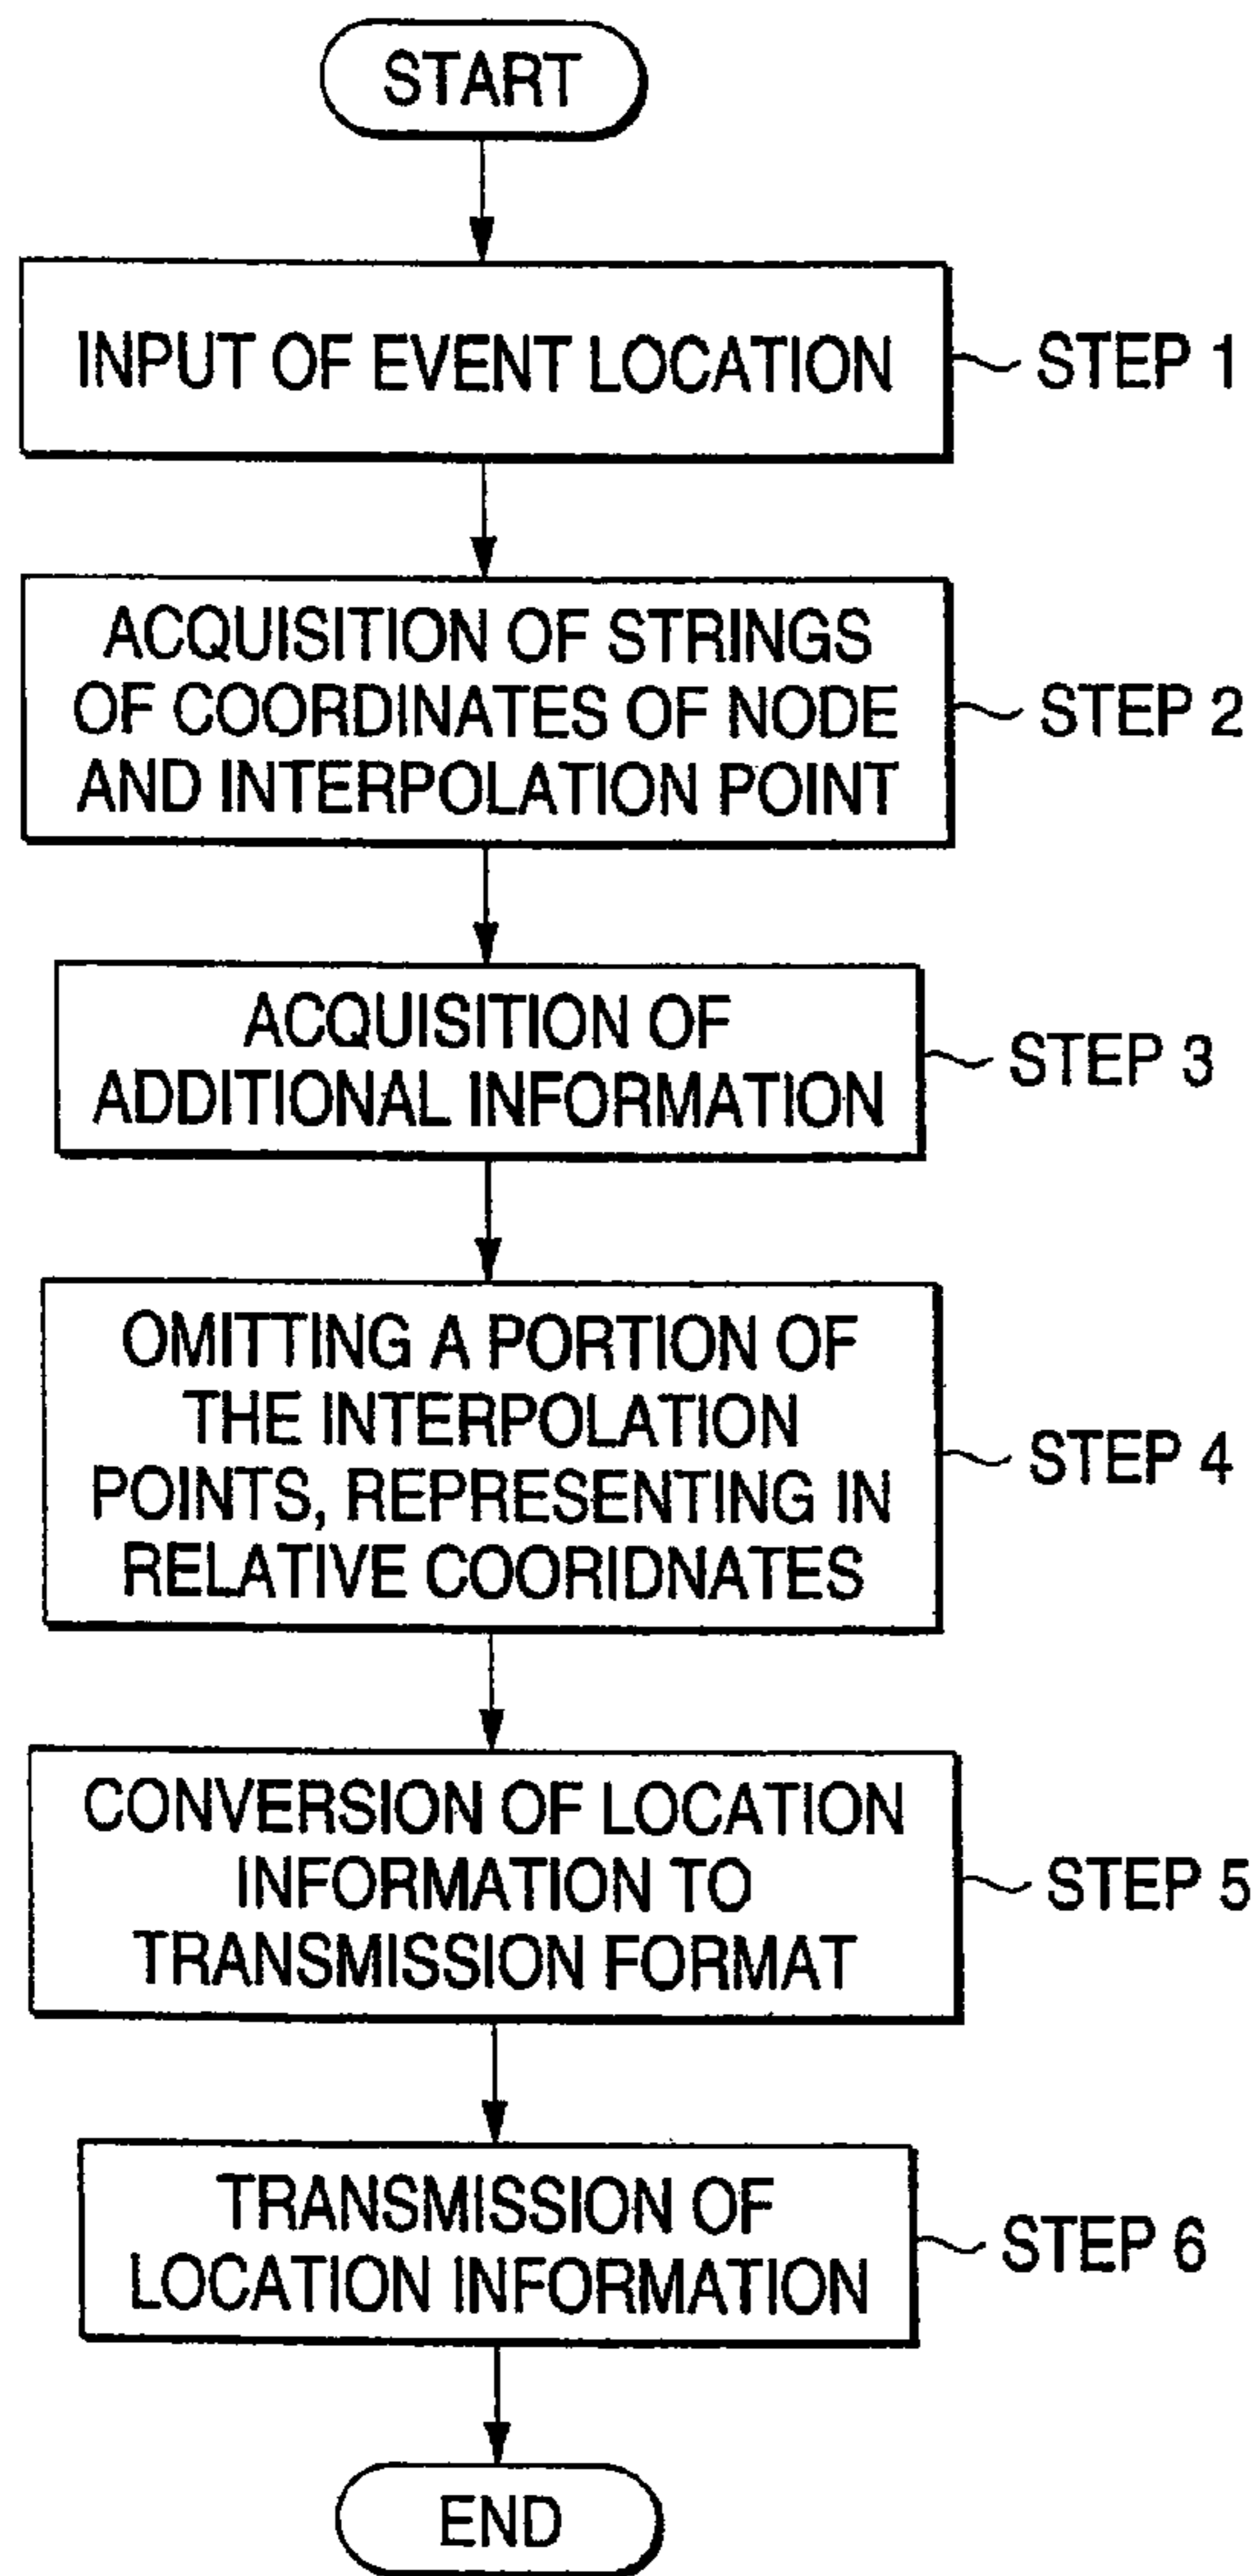 START
INPUT OF EVENT LOCATION
STEP 1
ACQUISITION OF STRINGS
OF COORDINATES OF NODE
AND INTERPOLATION POINT
STEP 2
ACQUISITION OF
ADDITIONAL INFORMATION
STEP 3
OMITTING A PORTION OF
THE INTERPOLATION
POINTS, REPRESENTING IN
RELATIVE COORIDNATES
STEP 4
CONVERSION OF LOCATION
INFORMATION TO
TRANSMISSION FORMAT
STEP 5
TRANSMISSION OF
LOCATION INFORMATION
STEP 6
END